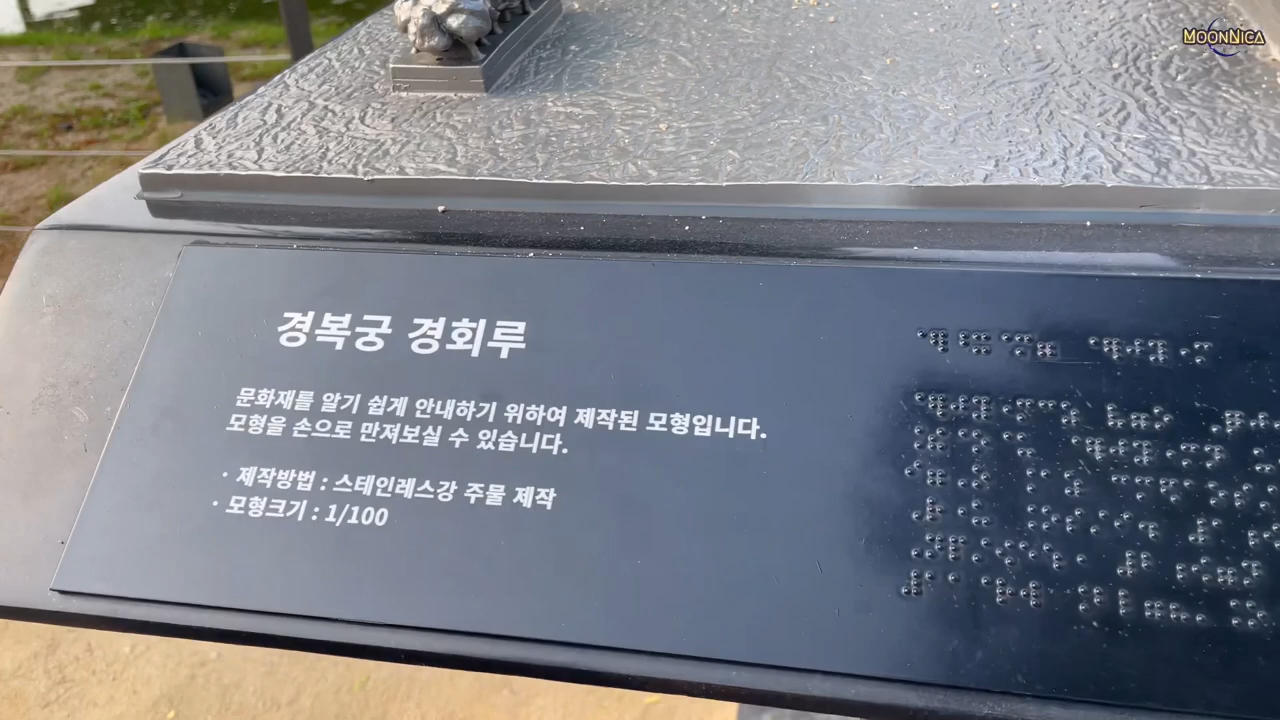 MOONNICA
경복궁 경회루
문화재를 알기 쉽게 안내하기 위하여 제작된 모형입니다.
모형을 손으로 만져보실 수 있습니다.
· 제작방법 : 스테인레스강 주물 제작
· 모형크기 : 1/100